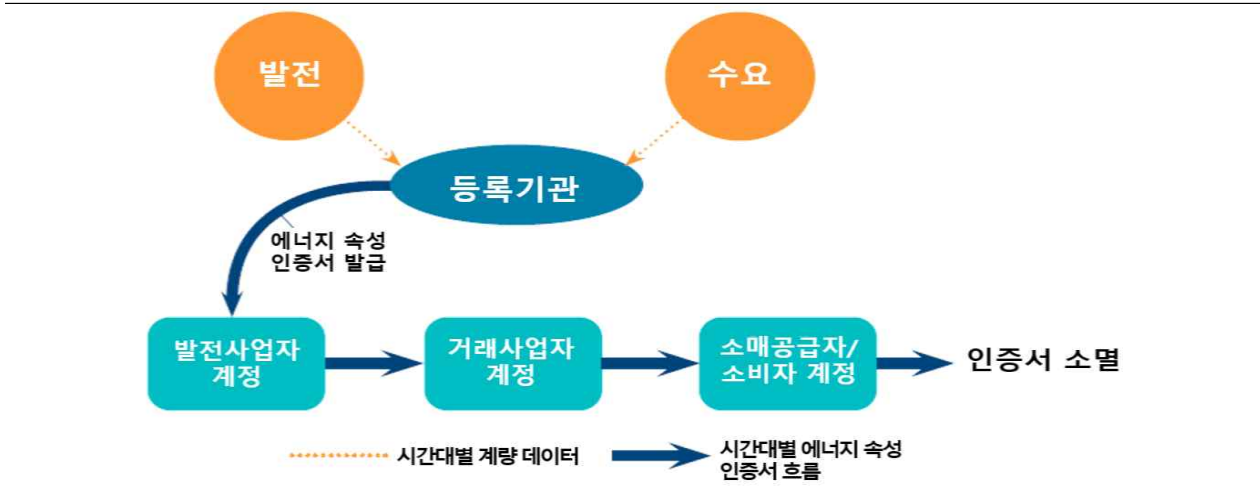 발전
수요
등록기관
에너지 속성
인증서 발급
발전사업자
계정
거래사업자
계정
소매공급자/
소비자 계정
인증서 소멸
시간대별 계량 데이터
시간대별 에너지 속성
인증서 흐름